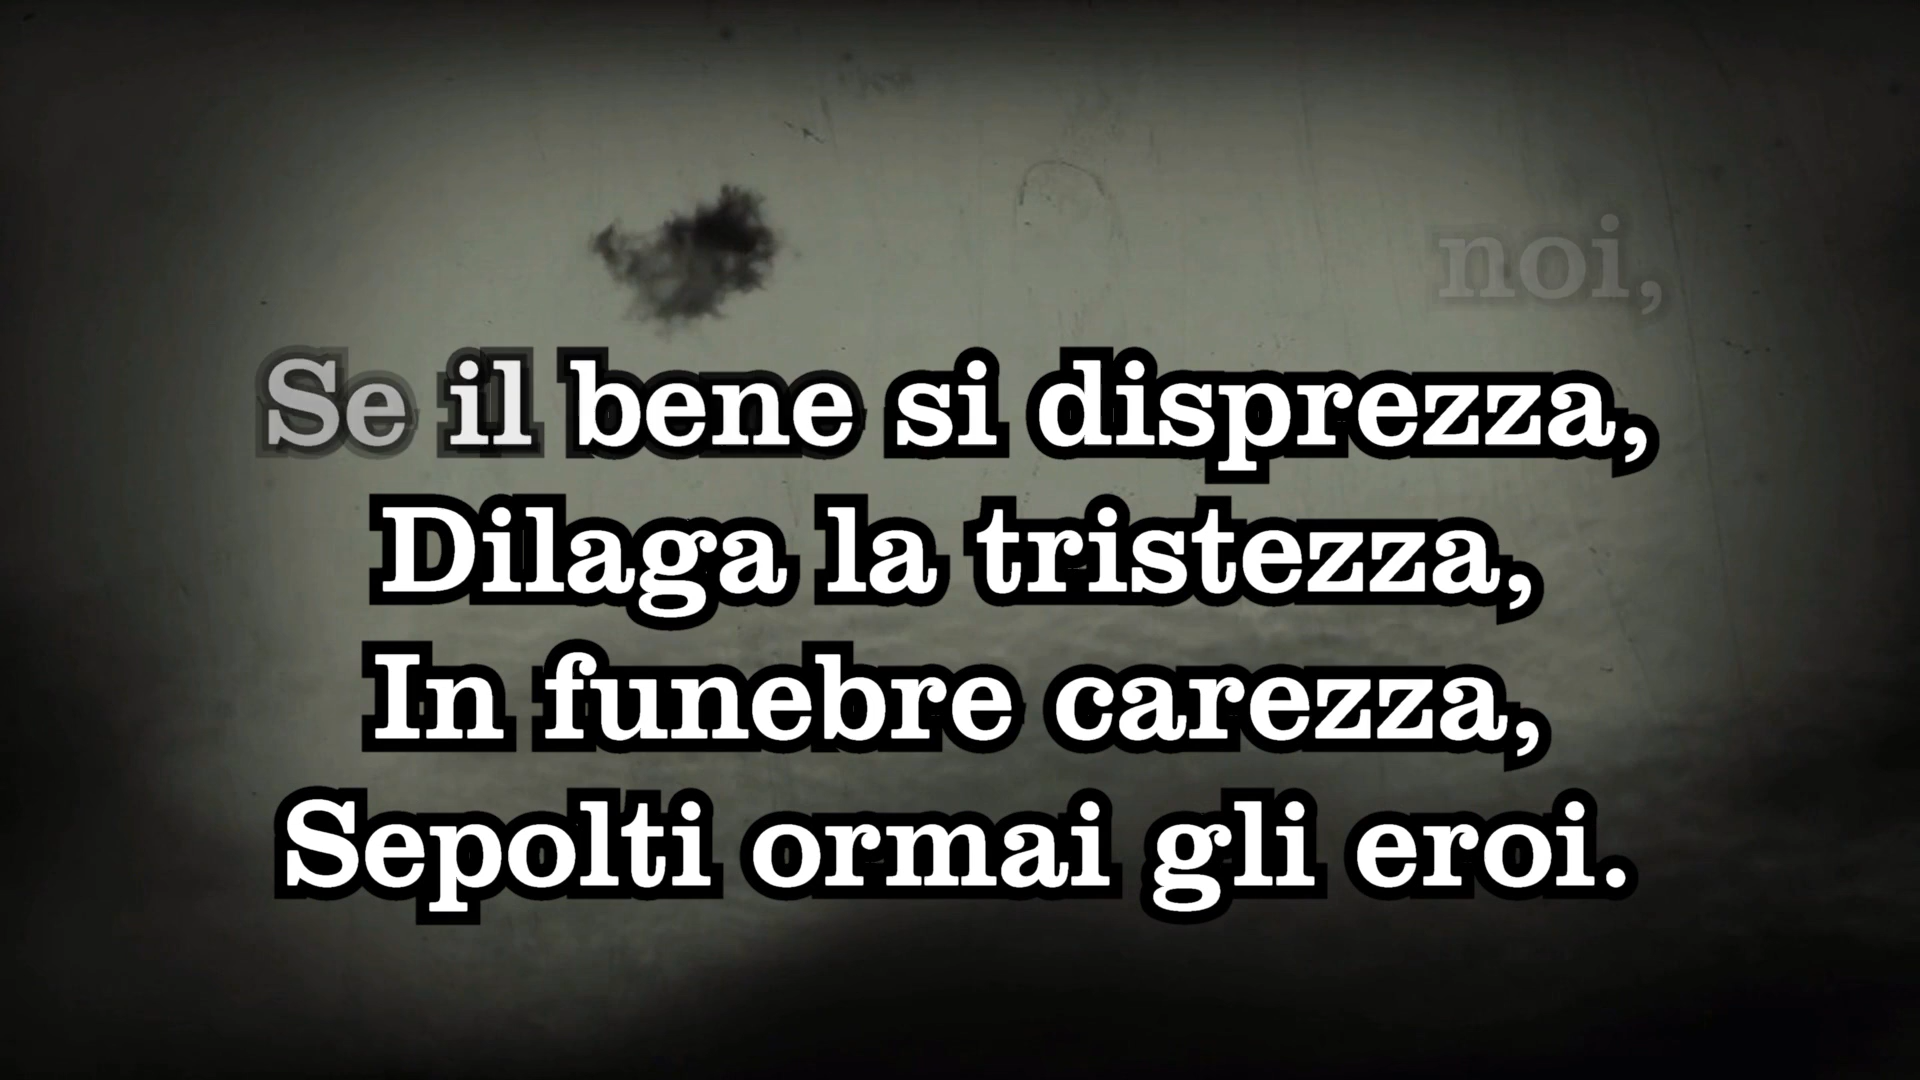 noi,
Se il bene si disprezza,
Dilaga la tristezza,
In funebre carezza,
Sepolti ormai gli eroi.